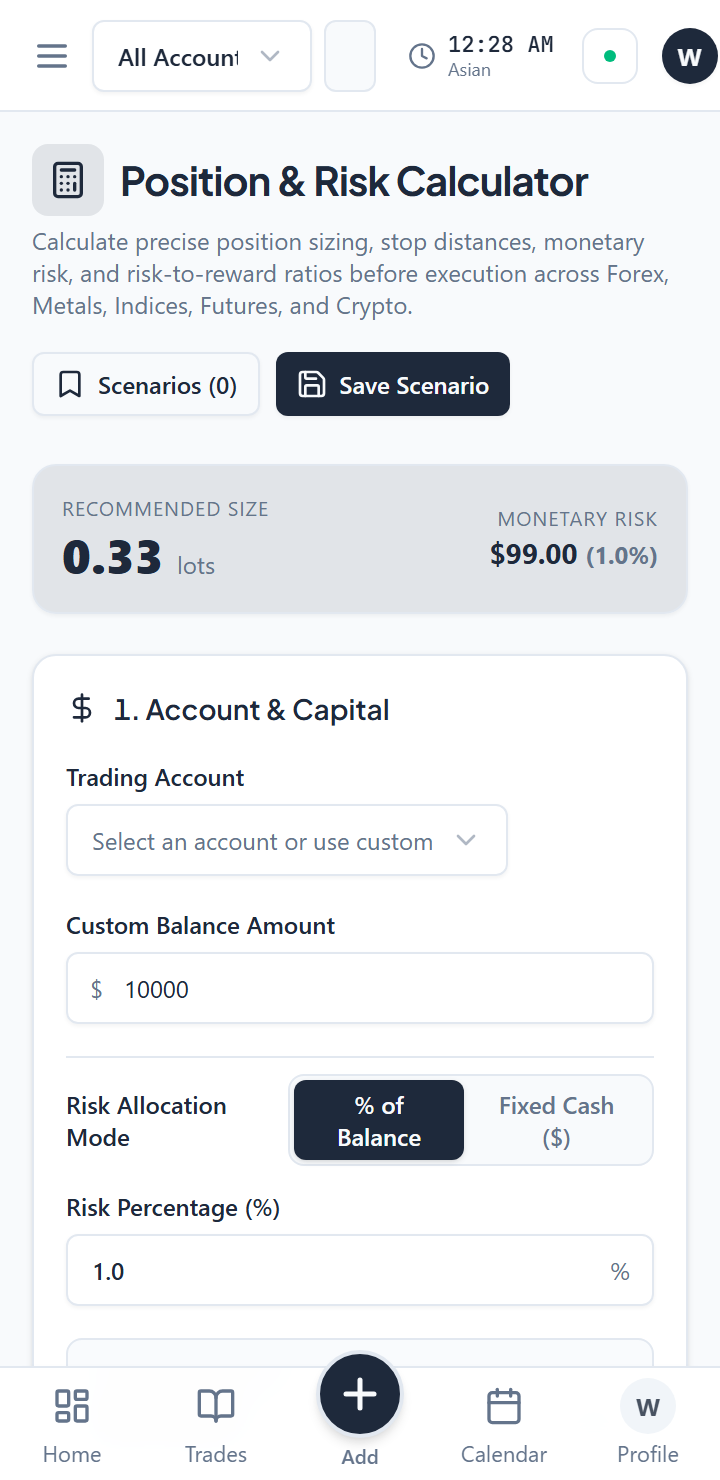 All Account
12:28 AM
Asian
W
Position & Risk Calculator
Calculate precise position sizing, stop distances, monetary
risk, and risk-to-reward ratios before execution across Forex,
Metals, Indices, Futures, and Crypto.
Scenarios (0)
Save Scenario
RECOMMENDED SIZE
0.33 lots
MONETARY RISK
$99.00 (1.0%)
1. Account & Capital
Trading Account
Select an account or use custom
Custom Balance Amount
$ 10000
Risk Allocation
Mode
% of
Balance
Fixed Cash
($)
Risk Percentage (%)
1.0 %
Home
Trades
Add
Calendar
W
Profile